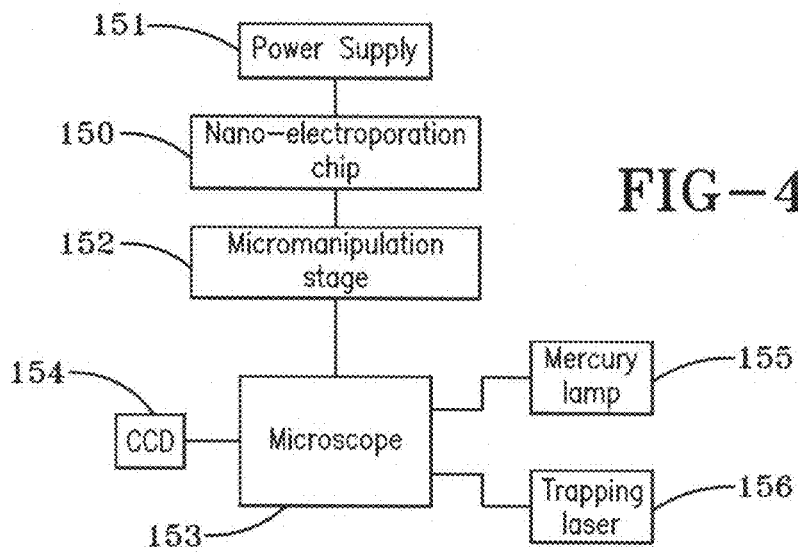 151
Power Supply
150
Nano-electroporation
chip
FIG-4
152
Micromanipulation
stage
154
CCD
Microscope
153
Mercury
lamp
155
Trapping
laser
156